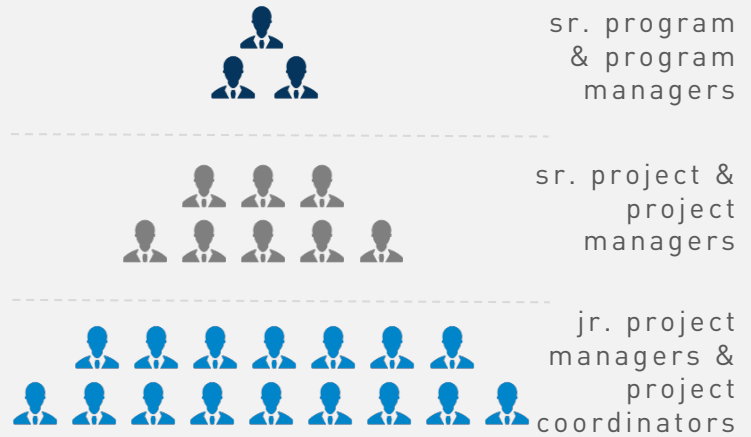 sr. program
& program
managers
sr. project &
project
managers
jr. project
managers &
project
coordinators